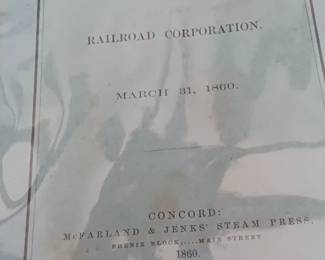 RAILROAD CORPORATION.
MARCH 31, 1860.
CONCORD:
McFARLAND & JENKS' STEAM PRESS,
PHENIX BLOCK,....MAIN STREET.
1860.